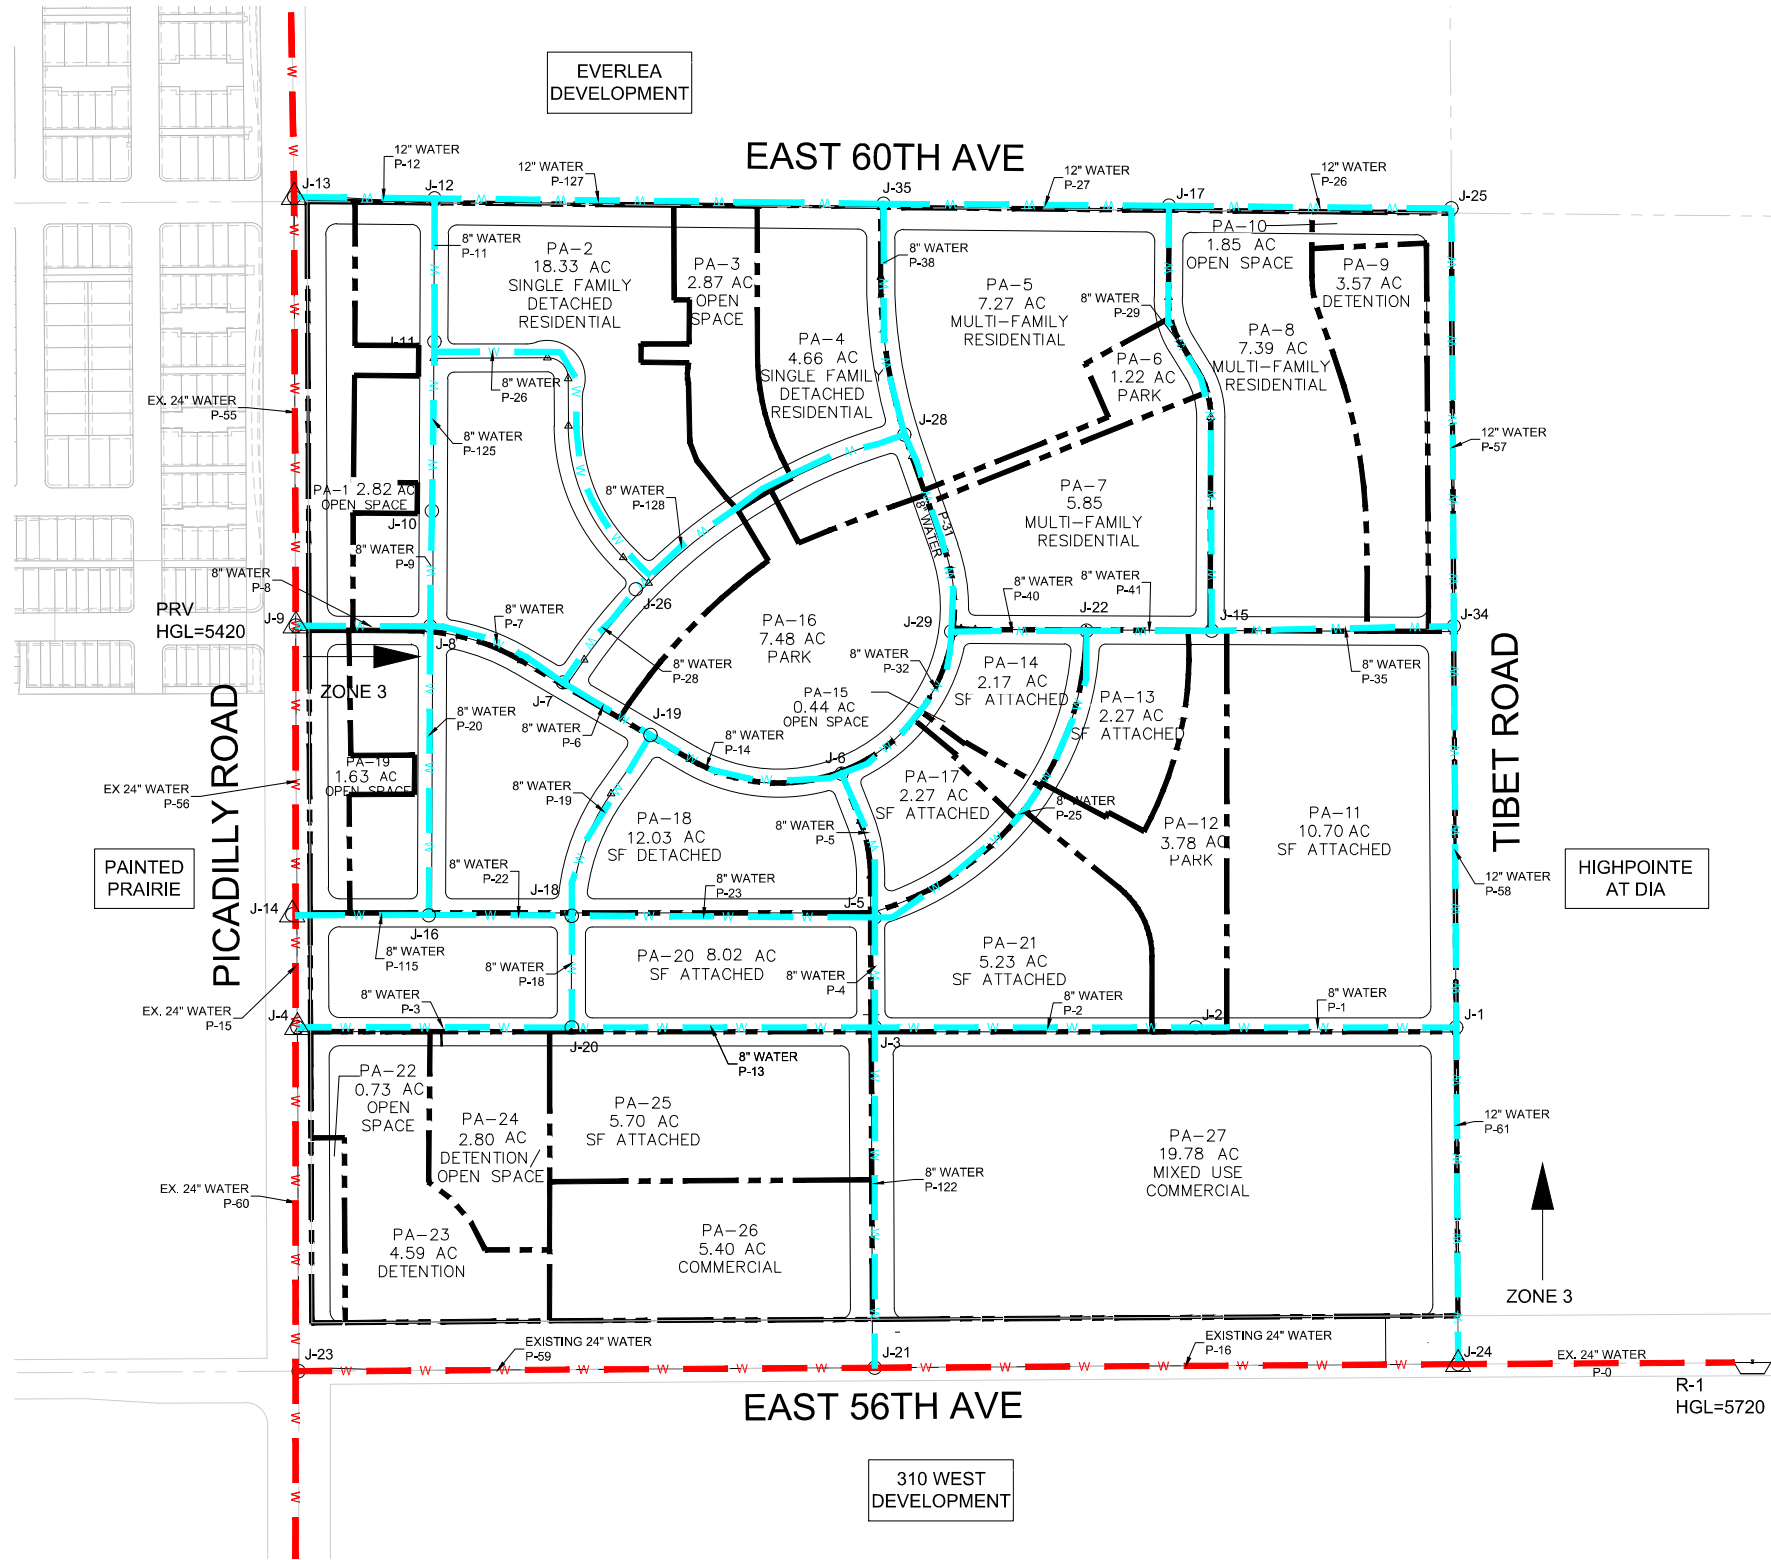 EVERLEA
DEVELOPMENT
EAST 60TH AVE
12" WATER
P-12
12" WATER
P-127
12" WATER
P-27
12" WATER
P-26
J-13
J-12
J-35
J-17
J-25
8" WATER
P-11
PA-2
18.33 AC
SINGLE FAMILY
DETACHED
RESIDENTIAL
PA-3
2.87 AC
OPEN
SPACE
8" WATER
P-38
PA-5
7.27 AC
MULTI-FAMILY
RESIDENTIAL
8" WATER
P-29
PA-10
1.85 AC
OPEN SPACE
PA-9
3.57 AC
DETENTION
PA-4
4.66 AC
SINGLE FAMILY
DETACHED
RESIDENTIAL
PA-6
1.22 AC
PARK
PA-8
7.39 AC
MULTI-FAMILY
RESIDENTIAL
J-11
8" WATER
P-26
EX. 24" WATER
P-55
8" WATER
P-125
J-28
12" WATER
P-57
PA-1 2.82 AC
OPEN SPACE
J-10
8" WATER
P-128
8" WATER
P-31
PA-7
5.85
MULTI-FAMILY
RESIDENTIAL
8" WATER
P-9
8" WATER
P-8
PRV
HGL=5420
J-9
J-8
8" WATER
P-7
J-26
PA-16
7.48 AC
PARK
J-29
8" WATER
P-40
J-22
8" WATER
P-41
J-15
J-34
8" WATER
P-35
ZONE 3
8" WATER
P-28
J-7
J-19
8" WATER
P-32
PA-14
2.17 AC
SF ATTACHED
PA-15
0.44 AC
OPEN SPACE
PA-13
2.27 AC
SF ATTACHED
PICADILLY ROAD
TIBET ROAD
8" WATER
P-20
8" WATER
P-6
8" WATER
P-14
J-6
PA-19
1.63 AC
OPEN SPACE
EX 24" WATER
P-56
8" WATER
P-19
PA-17
2.27 AC
SF ATTACHED
8" WATER
P-25
PA-18
12.03 AC
SF DETACHED
8" WATER
P-5
PA-12
3.78 AC
PARK
PA-11
10.70 AC
SF ATTACHED
PAINTED
PRAIRIE
HIGHPOINTE
AT DIA
12" WATER
P-58
8" WATER
P-22
J-18
8" WATER
P-23
J-5
J-14
J-16
8" WATER
P-115
8" WATER
P-18
PA-20 8.02 AC
SF ATTACHED
8" WATER
P-4
PA-21
5.23 AC
SF ATTACHED
EX. 24" WATER
P-15
J-4
8" WATER
P-3
8" WATER
P-2
J-2
8" WATER
P-1
J-1
J-20
8" WATER
P-13
J-3
PA-22
0.73 AC
OPEN
SPACE
PA-24
2.80 AC
DETENTION/
OPEN SPACE
PA-25
5.70 AC
SF ATTACHED
PA-27
19.78 AC
MIXED USE
COMMERCIAL
12" WATER
P-61
EX. 24" WATER
P-60
8" WATER
P-122
PA-23
4.59 AC
DETENTION
PA-26
5.40 AC
COMMERCIAL
ZONE 3
J-23
EXISTING 24" WATER
P-59
J-21
EXISTING 24" WATER
P-16
J-24
EX. 24" WATER
P-0
R-1
HGL=5720
EAST 56TH AVE
310 WEST
DEVELOPMENT